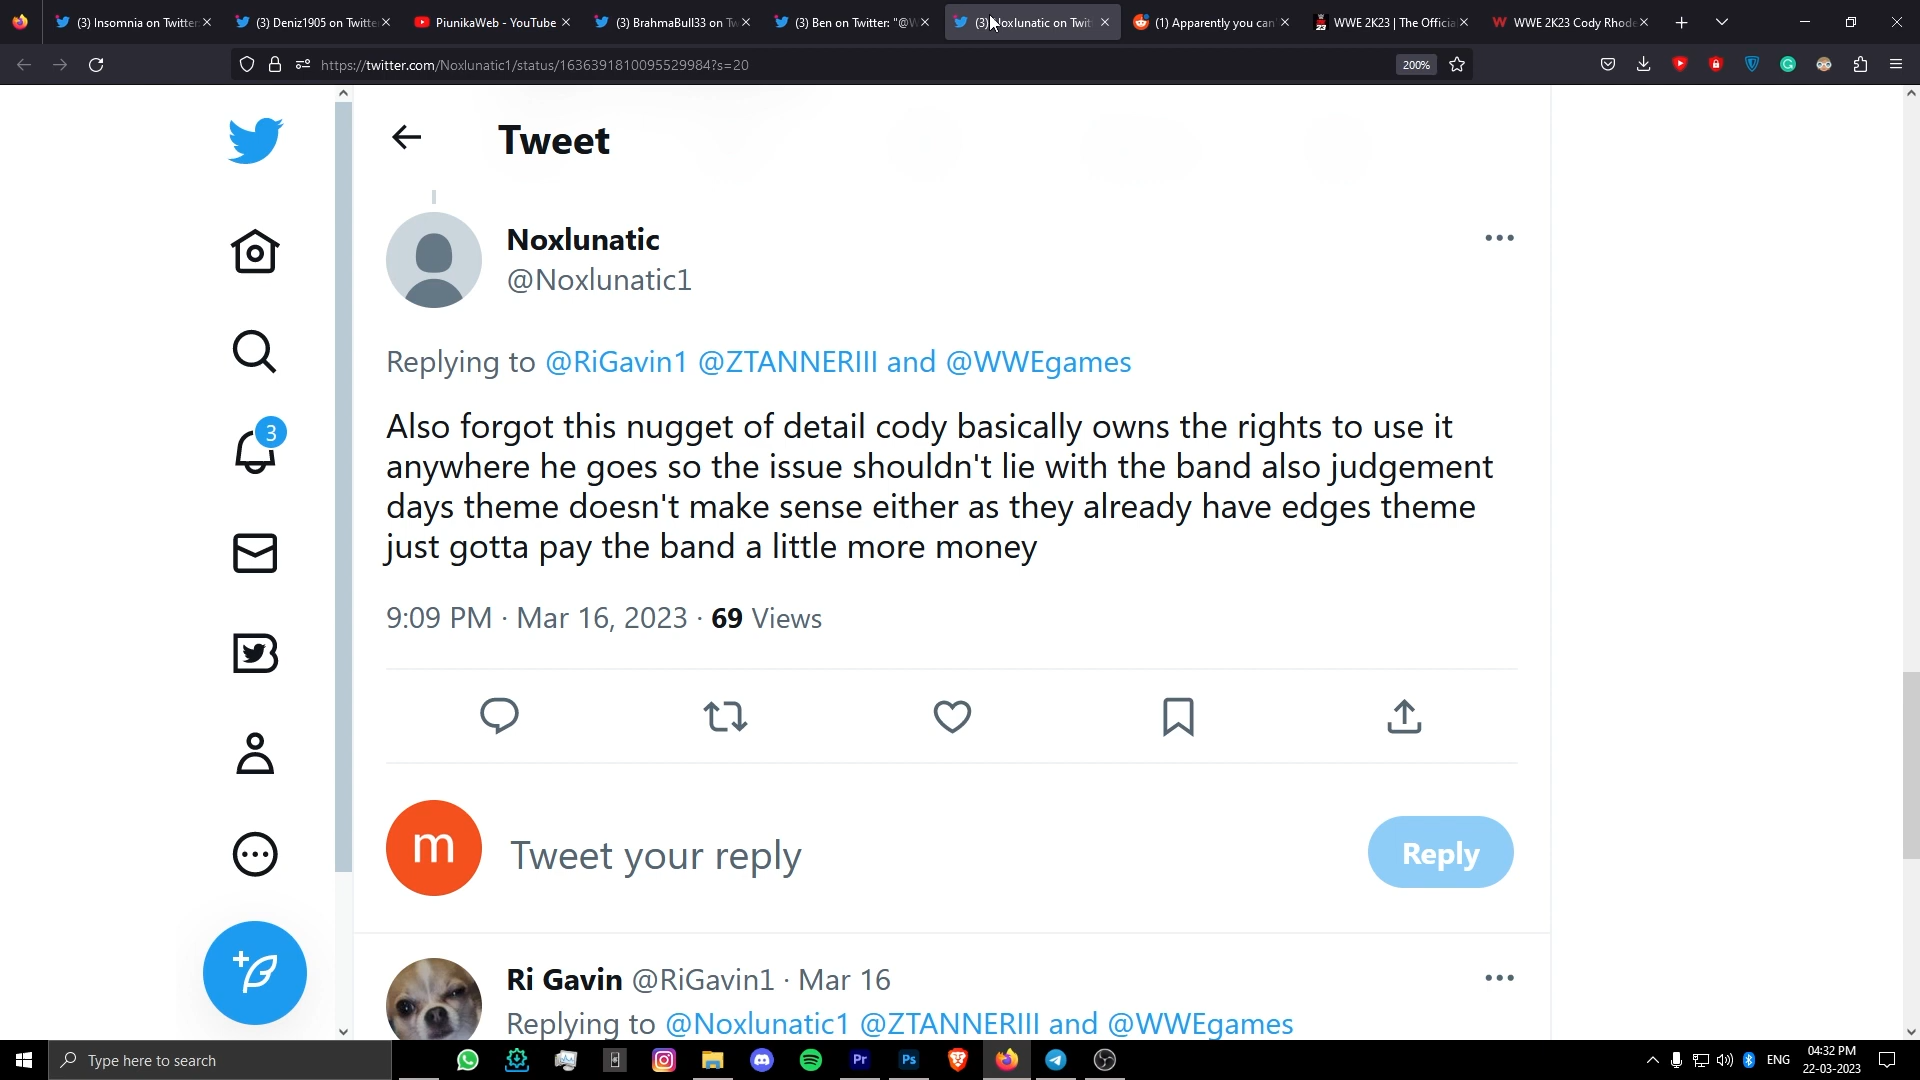 (3) Insomnia on Twitter
(3) Deniz1905 on Twitte
PiunikaWeb - YouTube
(3) BrahmaBull33 on Tw
(3) Ben on Twitter: "@W
(3) Noxlunatic on Twit
(1) Apparently you can
WWE 2K23 | The Officia
WWE 2K23 Cody Rhode
https://twitter.com/Noxlunatic1/status/1636391810095529984?s=20
200%
Tweet
Noxlunatic
@Noxlunatic1
Replying to @RiGavin1 @ZTANNERIII and @WWEgames
Also forgot this nugget of detail cody basically owns the rights to use it
anywhere he goes so the issue shouldn't lie with the band also judgement
days theme doesn't make sense either as they already have edges theme
just gotta pay the band a little more money
9:09 PM · Mar 16, 2023 · 69 Views
3
m
Tweet your reply
Reply
Ri Gavin @RiGavin1 · Mar 16
Replying to @Noxlunatic1 @ZTANNERIII and @WWEgames
Type here to search
Pr
Ps
ENG
04:32 PM
22-03-2023